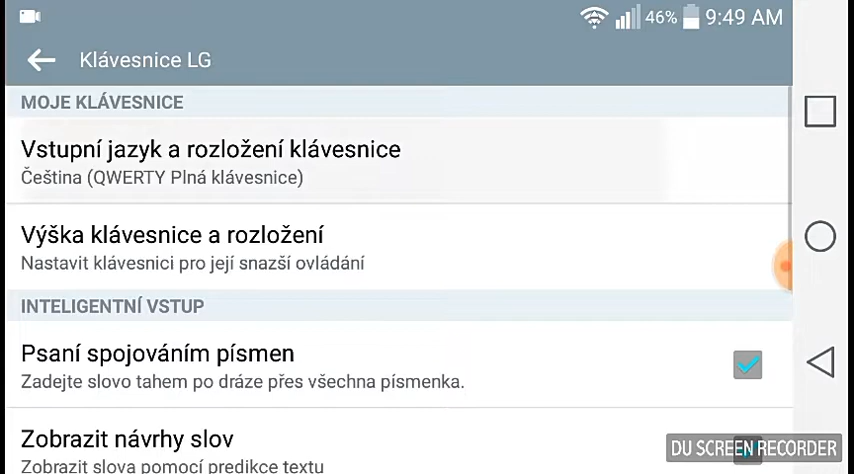 46% 9:49 AM
Klávesnice LG
MOJE KLÁVESNICE
Vstupní jazyk a rozložení klávesnice
Čeština (QWERTY Plná klávesnice)
Výška klávesnice a rozložení
Nastavit klávesnici pro její snazší ovládání
INTELIGENTNÍ VSTUP
Psaní spojováním písmen
Zadejte slovo tahem po dráze přes všechna písmenka.
Zobrazit návrhy slov
DU SCREEN RECORDER
Zobrazit slova pomocí predikce textu